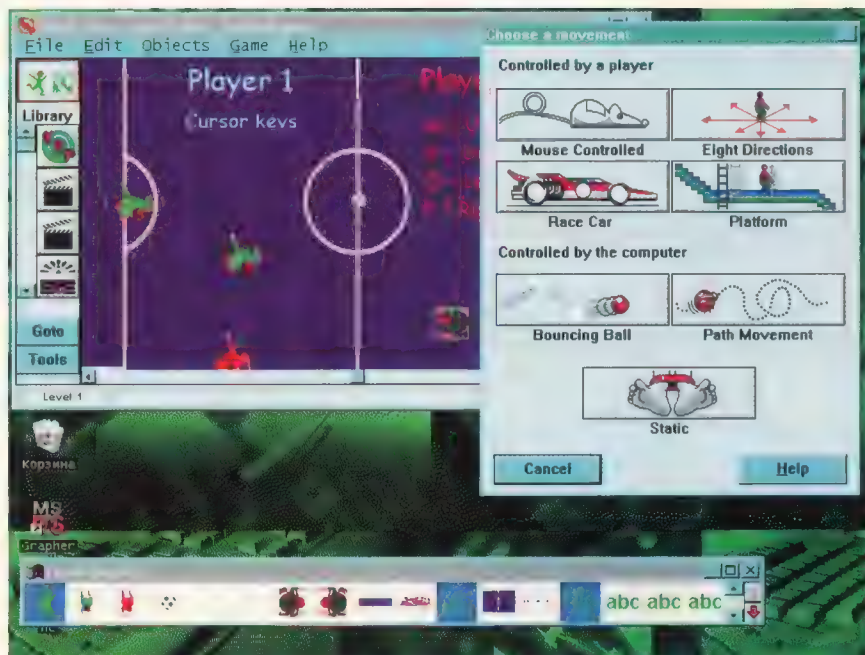 Choose a movement
File Edit Objects Game Help
Controlled by a player
Library
Player 1
Cursor keys
Mouse Controlled
Eight Directions
Race Car
Platform
Controlled by the computer
Goto
Tools
Bouncing Ball
Path Movement
Level 1
Static
Cancel
Help
корзина
MS
Grapher
abc abc abc